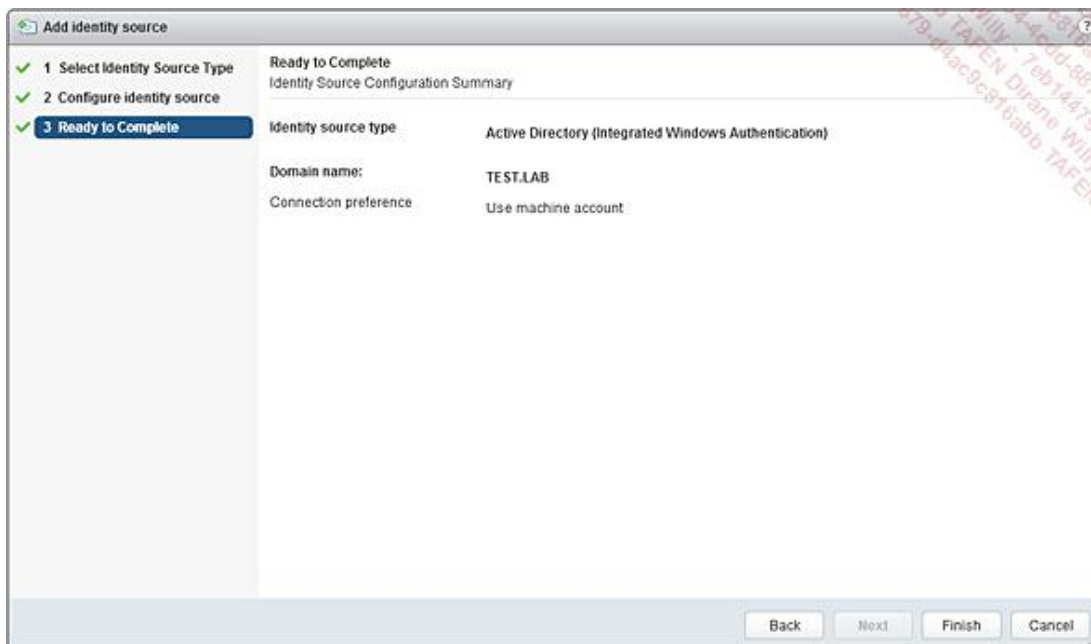 Add identity source
?
1 Select Identity Source Type
2 Configure identity source
3 Ready to Complete
Ready to Complete
Identity Source Configuration Summary
Identity source type
Active Directory (Integrated Windows Authentication)
Domain name:
TEST.LAB
Connection preference
Use machine account
Back
Next
Finish
Cancel